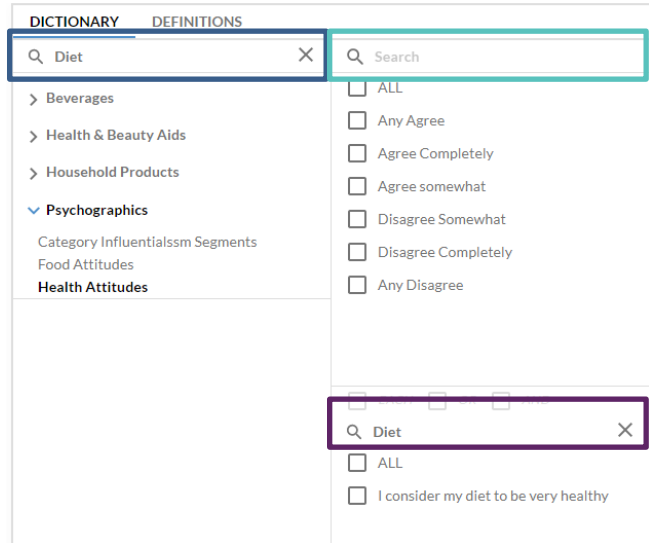 DICTIONARY DEFINITIONS
Diet
Beverages
Health & Beauty Aids
Household Products
Psychographics
Category Influentialssm Segments
Food Attitudes
Health Attitudes
Search
ALL
Any Agree
Agree Completely
Agree somewhat
Disagree Somewhat
Disagree Completely
Any Disagree
Diet
ALL
I consider my diet to be very healthy